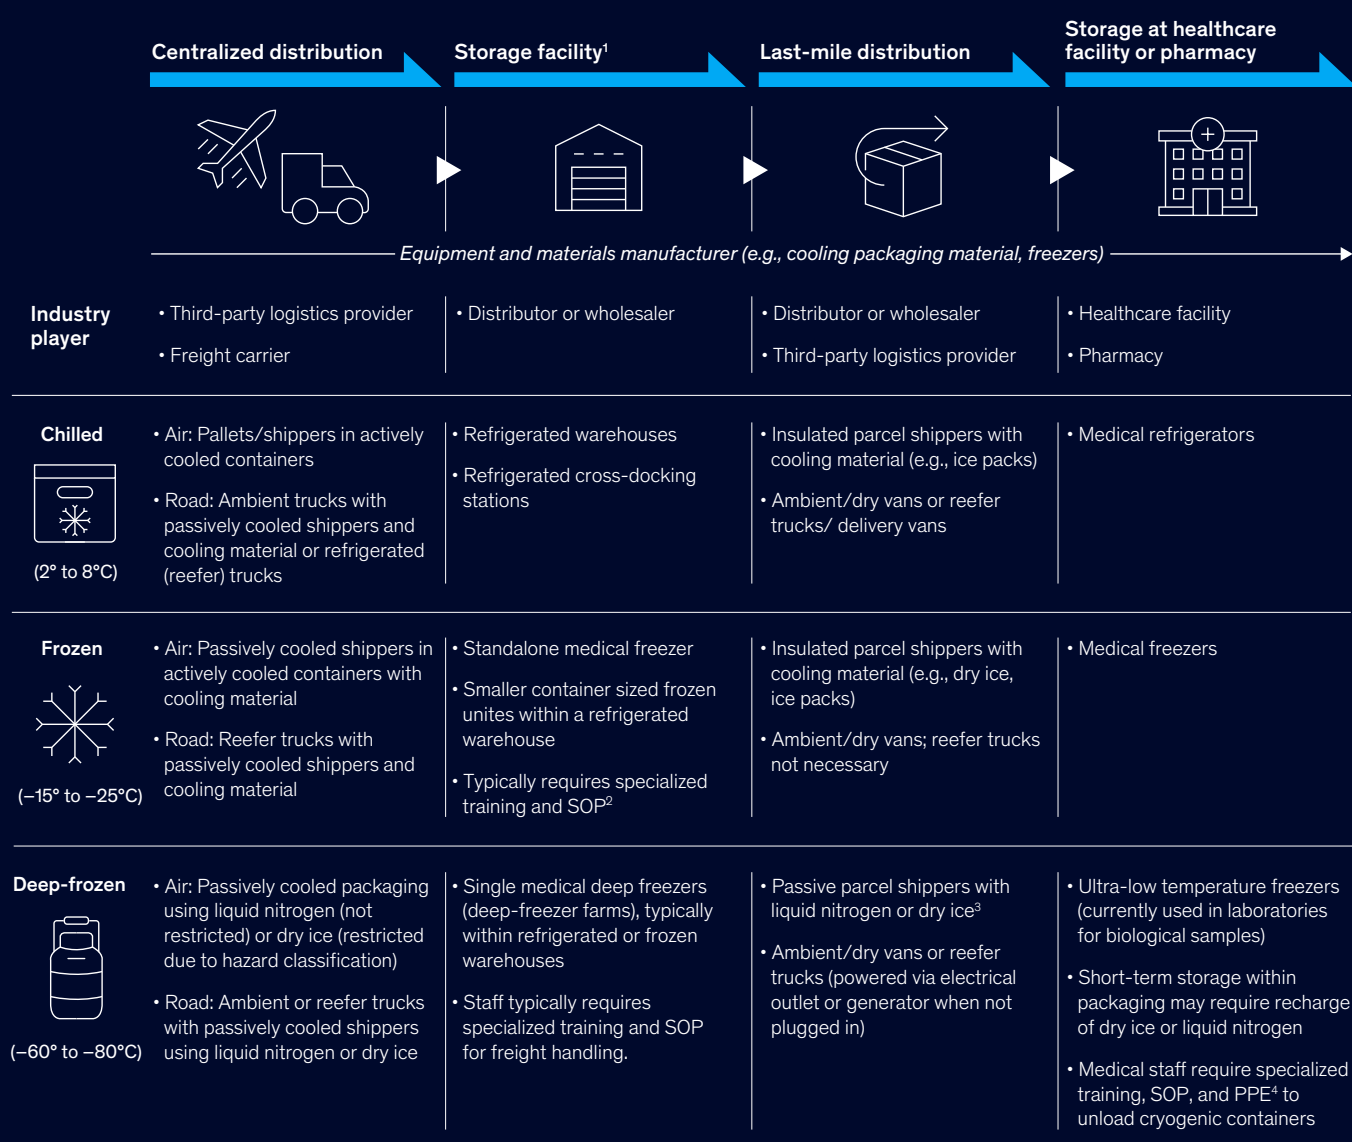 Centralized distribution
Storage facility¹
Last-mile distribution
Storage at healthcare
facility or pharmacy
Equipment and materials manufacturer (e.g., cooling packaging material, freezers)
Industry
player
• Third-party logistics provider
• Freight carrier
• Distributor or wholesaler
• Distributor or wholesaler
• Third-party logistics provider
• Healthcare facility
• Pharmacy
Chilled
(2° to 8°C)
• Air: Pallets/shippers in actively
cooled containers
• Road: Ambient trucks with
passively cooled shippers and
cooling material or refrigerated
(reefer) trucks
• Refrigerated warehouses
• Refrigerated cross-docking
stations
• Insulated parcel shippers with
cooling material (e.g., ice packs)
• Ambient/dry vans or reefer
trucks/ delivery vans
• Medical refrigerators
Frozen
(–15° to –25°C)
• Air: Passively cooled shippers in
actively cooled containers with
cooling material
• Road: Reefer trucks with
passively cooled shippers and
cooling material
• Standalone medical freezer
• Smaller container sized frozen
unites within a refrigerated
warehouse
• Typically requires specialized
training and SOP²
• Insulated parcel shippers with
cooling material (e.g., dry ice,
ice packs)
• Ambient/dry vans; reefer trucks
not necessary
• Medical freezers
Deep-frozen
(–60° to –80°C)
• Air: Passively cooled packaging
using liquid nitrogen (not
restricted) or dry ice (restricted
due to hazard classification)
• Road: Ambient or reefer trucks
with passively cooled shippers
using liquid nitrogen or dry ice
• Single medical deep freezers
(deep-freezer farms), typically
within refrigerated or frozen
warehouses
• Staff typically requires
specialized training and SOP
for freight handling.
• Passive parcel shippers with
liquid nitrogen or dry ice³
• Ambient/dry vans or reefer
trucks (powered via electrical
outlet or generator when not
plugged in)
• Ultra-low temperature freezers
(currently used in laboratories
for biological samples)
• Short-term storage within
packaging may require recharge
of dry ice or liquid nitrogen
• Medical staff require specialized
training, SOP, and PPE⁴ to
unload cryogenic containers